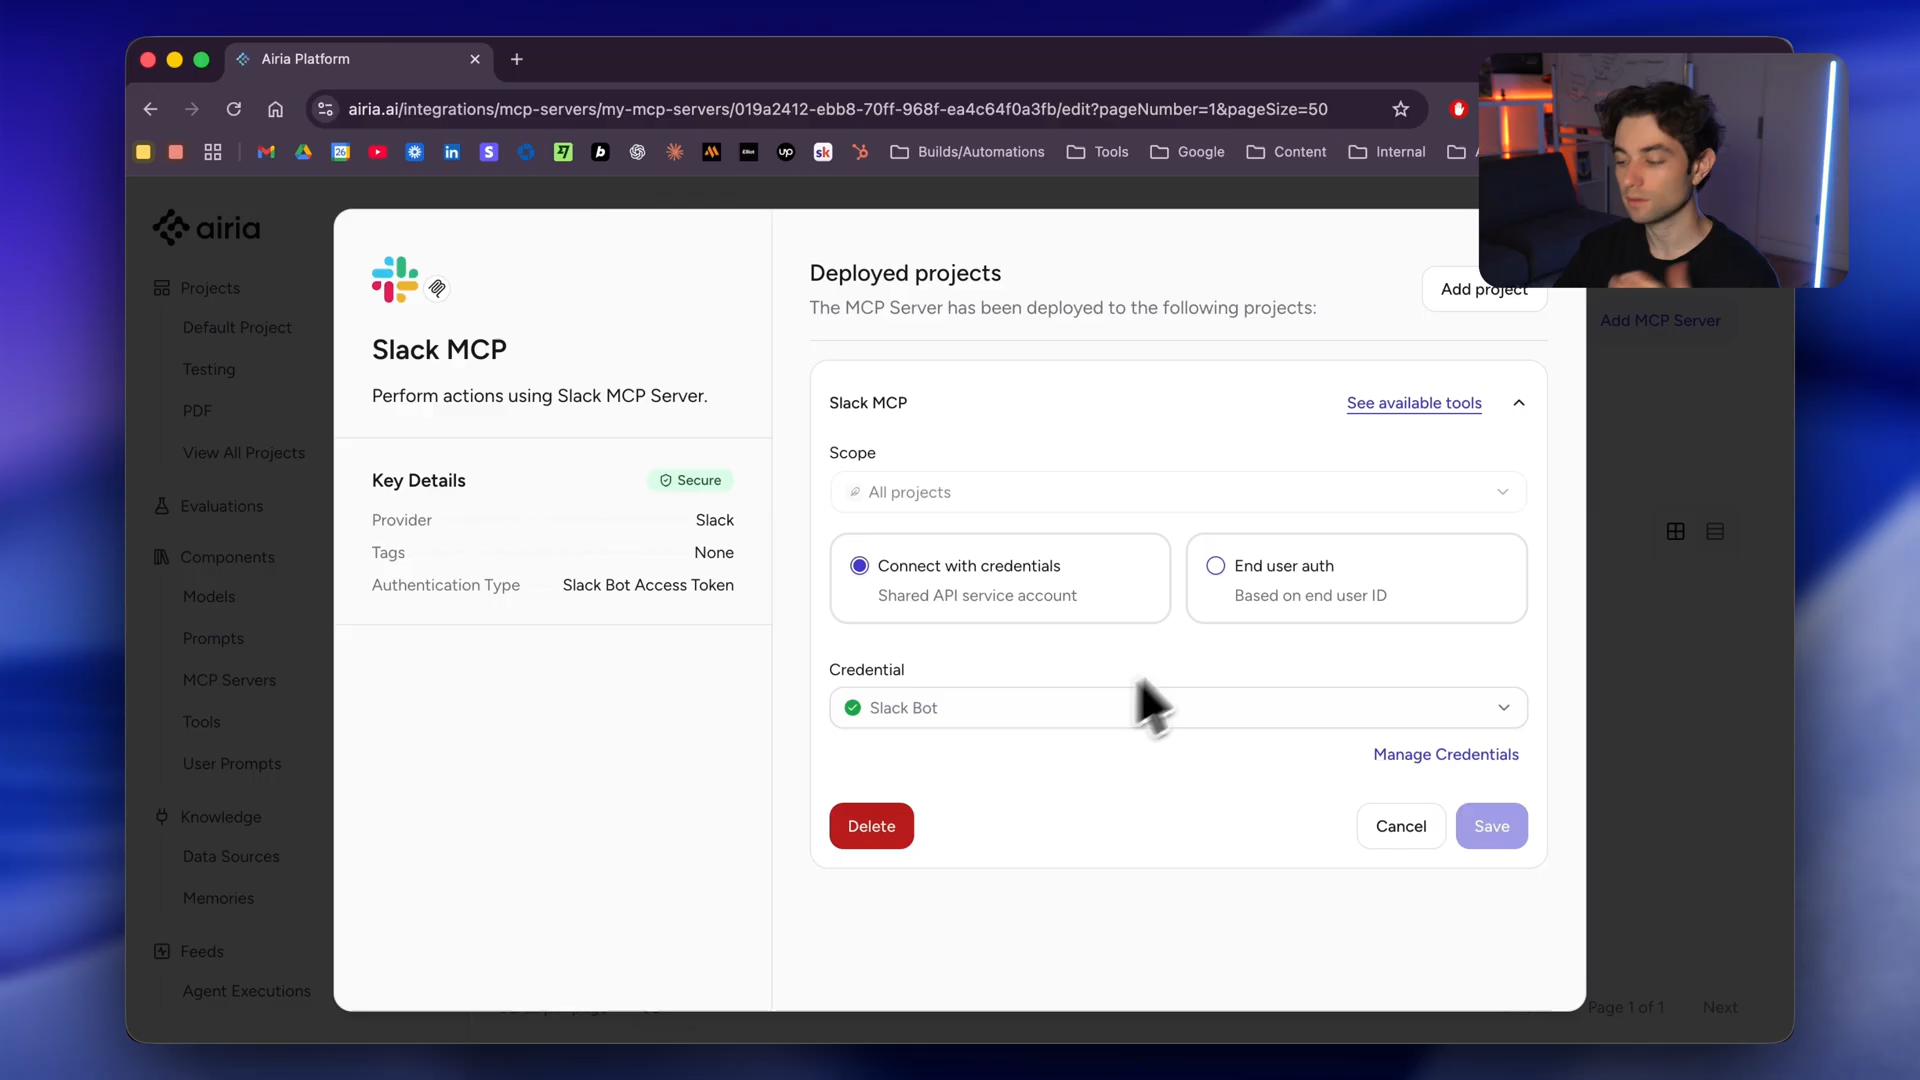 Airia Platform
airia.ai/integrations/mcp-servers/my-mcp-servers/019a2412-ebb8-70ff-968f-ea4c64f0a3fb/edit?pageNumber=1&pageSize=50
Builds/Automations
Tools
Google
Content
Internal
airia
Projects
Default Project
Testing
PDF
View All Projects
Evaluations
Components
Models
Prompts
MCP Servers
Tools
User Prompts
Knowledge
Data Sources
Memories
Feeds
Agent Executions
Slack MCP
Perform actions using Slack MCP Server.
Key Details
Secure
Provider Slack
Tags None
Authentication Type Slack Bot Access Token
Deployed projects
The MCP Server has been deployed to the following projects:
Add project
Slack MCP
See available tools
Scope
All projects
Connect with credentials
Shared API service account
End user auth
Based on end user ID
Credential
Slack Bot
Manage Credentials
Delete
Cancel
Save
Add MCP Server
Page 1 of 1
Next